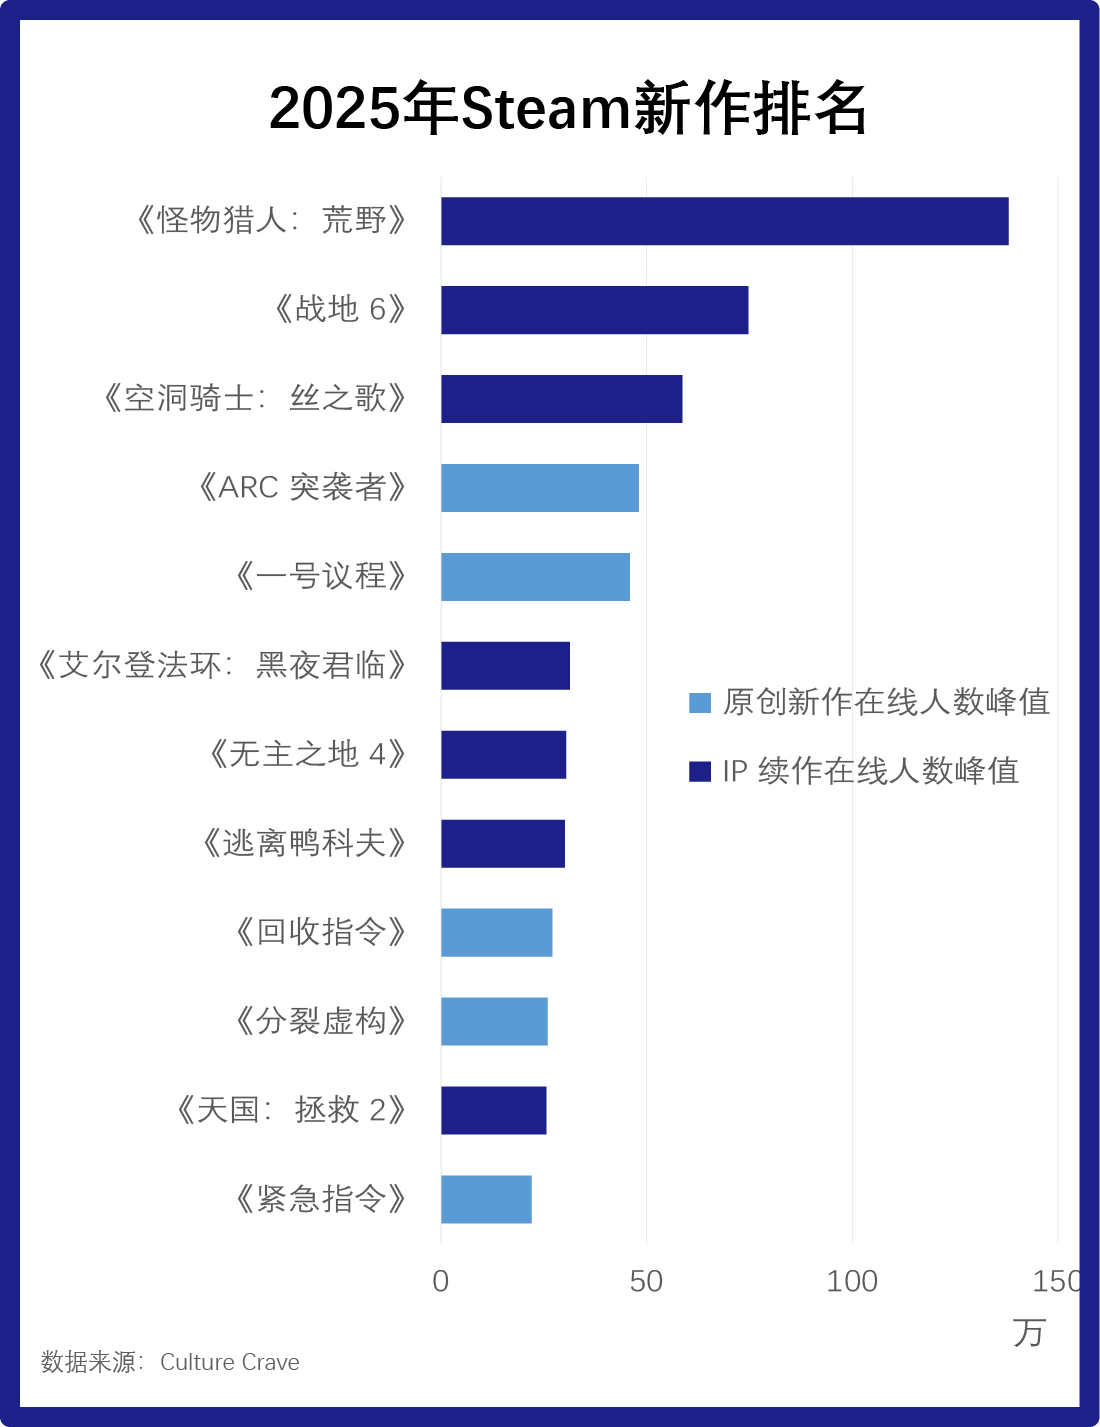 2025年Steam新作排名
《怪物猎人：荒野》
《战地 6》
《空洞骑士：丝之歌》
《ARC 突袭者》
《一号议程》
《艾尔登法环：黑夜君临》
《无主之地 4》
《逃离鸭科夫》
《回收指令》
《分裂虚构》
《天国：拯救 2》
《紧急指令》
原创新作在线人数峰值
IP 续作在线人数峰值
0 50 100 150
万
数据来源：Culture Crave